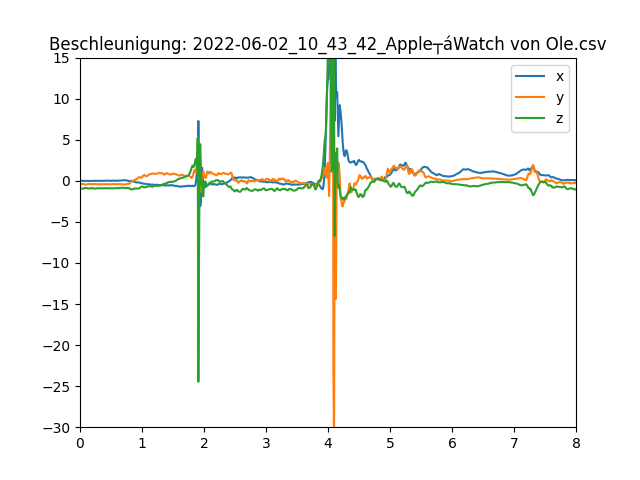 Beschleunigung: 2022-06-02_10_43_42_Apple┬áWatch von Ole.csv
15
10
5
0
−5
−10
−15
−20
−25
−30
0 1 2 3 4 5 6 7 8
x
y
z